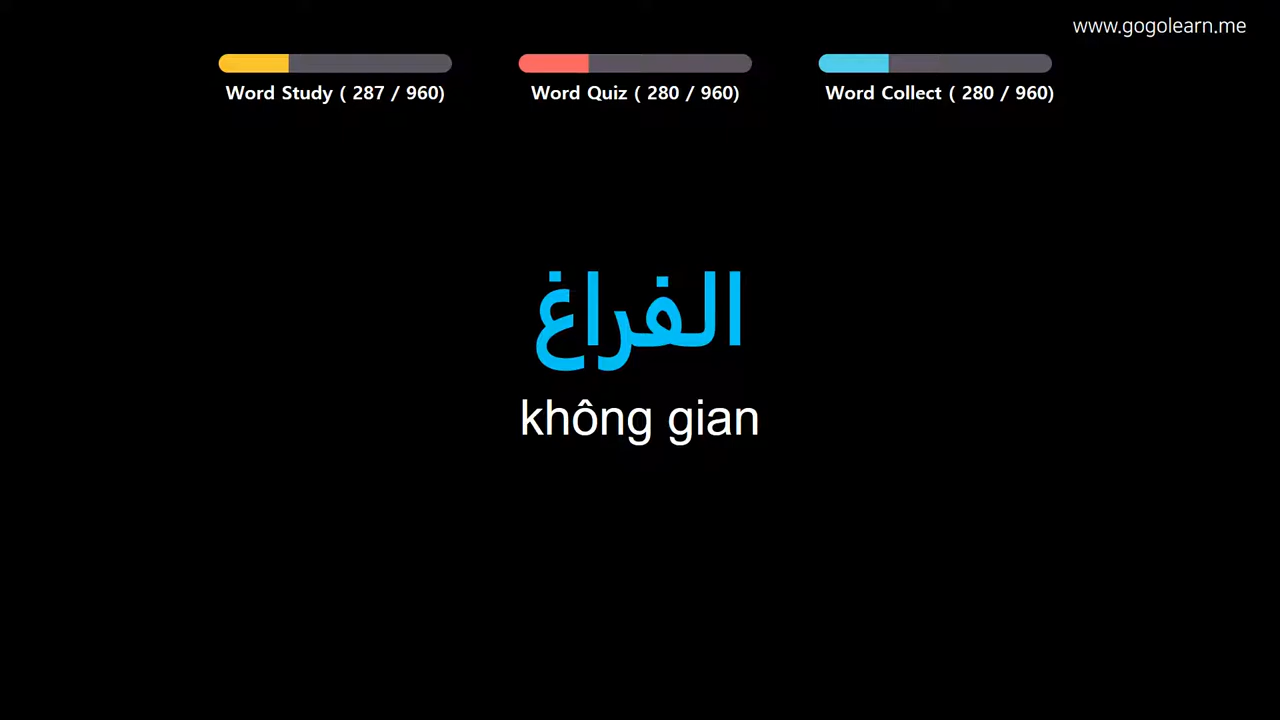 www.gogolearn.me
Word Study ( 287 / 960)
Word Quiz ( 280 / 960)
Word Collect ( 280 / 960)
الفراغ
không gian